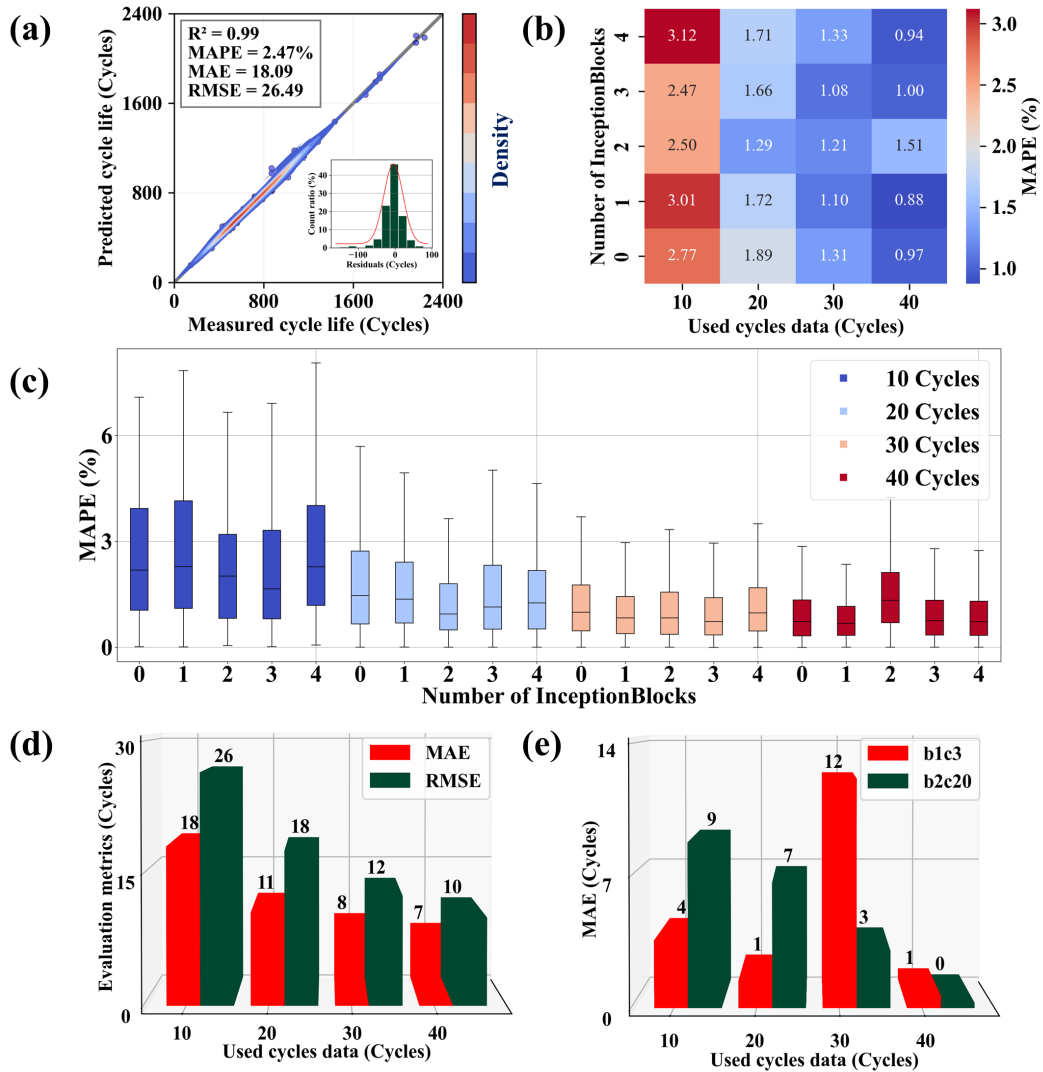 (a)
Predicted cycle life (Cycles)
2400
1600
800
0
R² = 0.99
MAPE = 2.47%
MAE = 18.09
RMSE = 26.49
Count ratio (%)
40
30
20
10
0
−100 0 100
Residuals (Cycles)
0 800 1600 2400
Measured cycle life (Cycles)
Density
(b)
Number of InceptionBlocks
4 3.12 1.71 1.33 0.94
3 2.47 1.66 1.08 1.00
2 2.50 1.29 1.21 1.51
1 3.01 1.72 1.10 0.88
0 2.77 1.89 1.31 0.97
10 20 30 40
Used cycles data (Cycles)
3.0
2.5
2.0
1.5
1.0
MAPE (%)
(c)
MAPE (%)
6
3
0
10 Cycles
20 Cycles
30 Cycles
40 Cycles
0 1 2 3 4 0 1 2 3 4 0 1 2 3 4 0 1 2 3 4
Number of InceptionBlocks
(d)
Evaluation metrics (Cycles)
30
15
0
MAE
RMSE
18 26 11 18 8 12 7 10
10 20 30 40
Used cycles data (Cycles)
(e)
MAE (Cycles)
14
7
0
b1c3
b2c20
4 9 1 7 12 3 1 0
10 20 30 40
Used cycles data (Cycles)